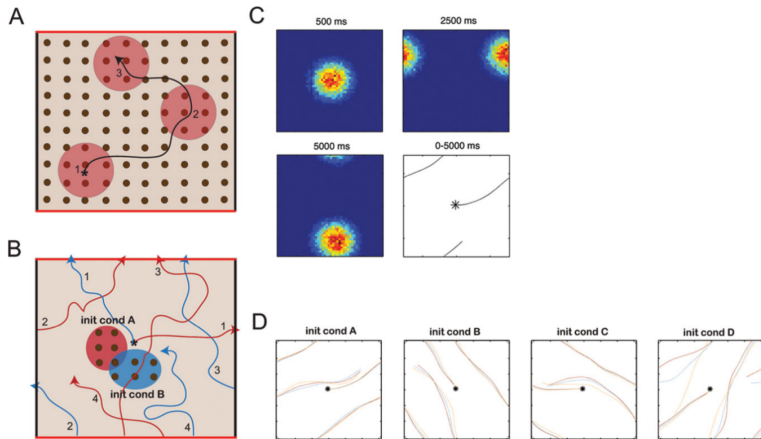 A
1
2
3
B
1
3
2
init cond A
1
init cond B
3
4
2
4
C
500 ms
2500 ms
5000 ms
0-5000 ms
D
init cond A
init cond B
init cond C
init cond D